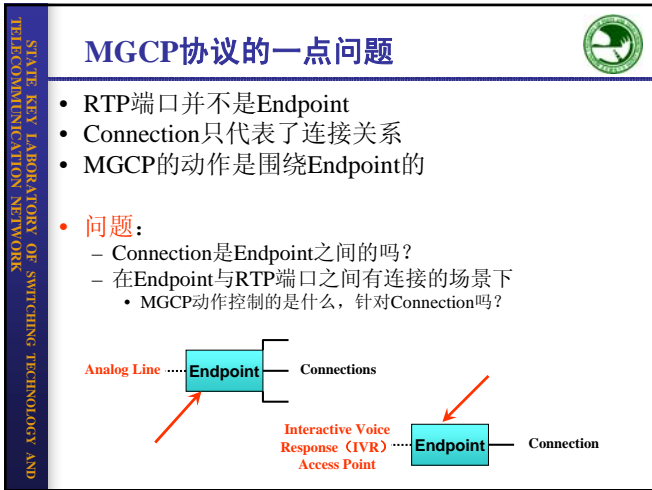 MGCP协议的一点问题
STATE KEY LABORATORY OF SWITCHING TECHNOLOGY AND
TELECOMMUNICATION NETWORK
• RTP端口并不是Endpoint
• Connection只代表了连接关系
• MGCP的动作是围绕Endpoint的
• 问题：
– Connection是Endpoint之间的吗？
– 在Endpoint与RTP端口之间有连接的场景下
• MGCP动作控制的是什么，针对Connection吗？
Analog Line
Endpoint
Connections
Interactive Voice
Response（IVR）
Access Point
Endpoint
Connection